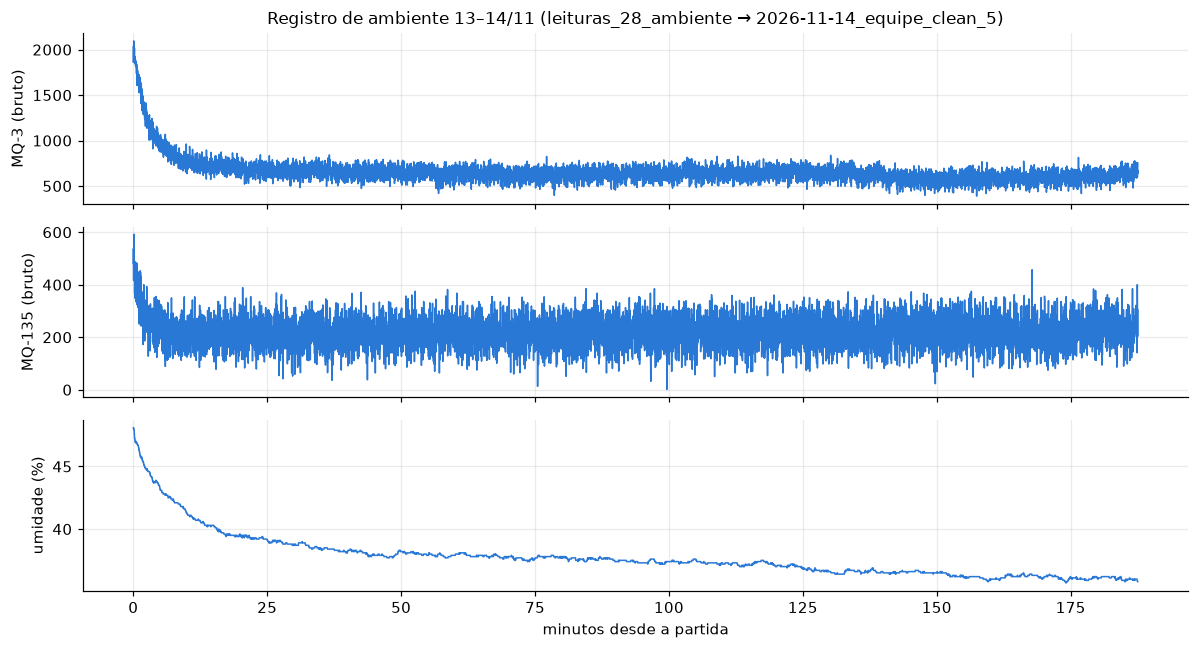 Registro de ambiente 13–14/11 (leituras_28_ambiente → 2026-11-14_equipe_clean_5)
MQ-3 (bruto)
2000
1500
1000
500
MQ-135 (bruto)
600
400
200
0
umidade (%)
45
40
0 25 50 75 100 125 150 175
minutos desde a partida